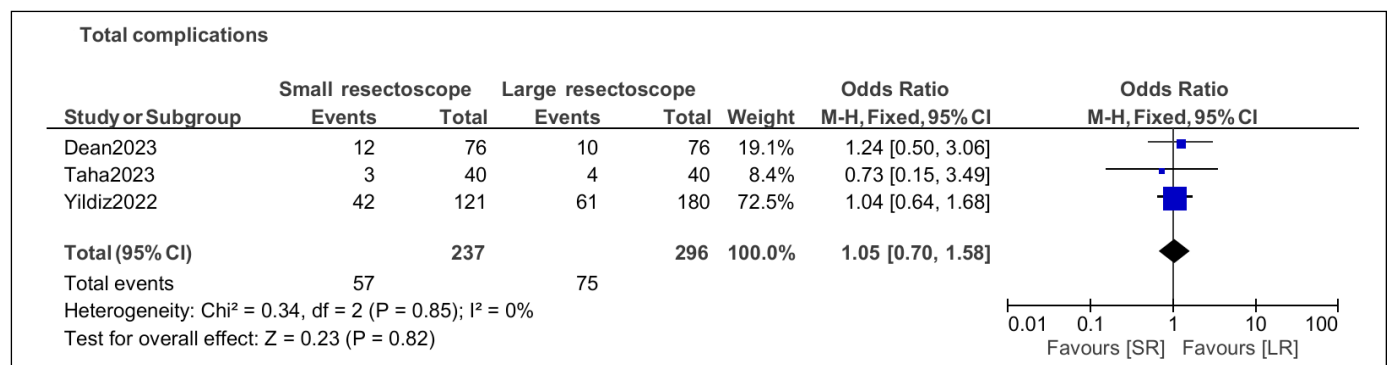 Total complications
Small resectoscope Large resectoscope Odds Ratio Odds Ratio
Study or Subgroup Events Total Events Total Weight M-H, Fixed, 95% CI M-H, Fixed, 95% CI
Dean2023 12 76 10 76 19.1% 1.24 [0.50, 3.06]
Taha2023 3 40 4 40 8.4% 0.73 [0.15, 3.49]
Yildiz2022 42 121 61 180 72.5% 1.04 [0.64, 1.68]
Total (95% CI) 237 296 100.0% 1.05 [0.70, 1.58]
Total events 57 75
Heterogeneity: Chi² = 0.34, df = 2 (P = 0.85); I² = 0%
Test for overall effect: Z = 0.23 (P = 0.82)
0.01 0.1 1 10 100
Favours [SR] Favours [LR]